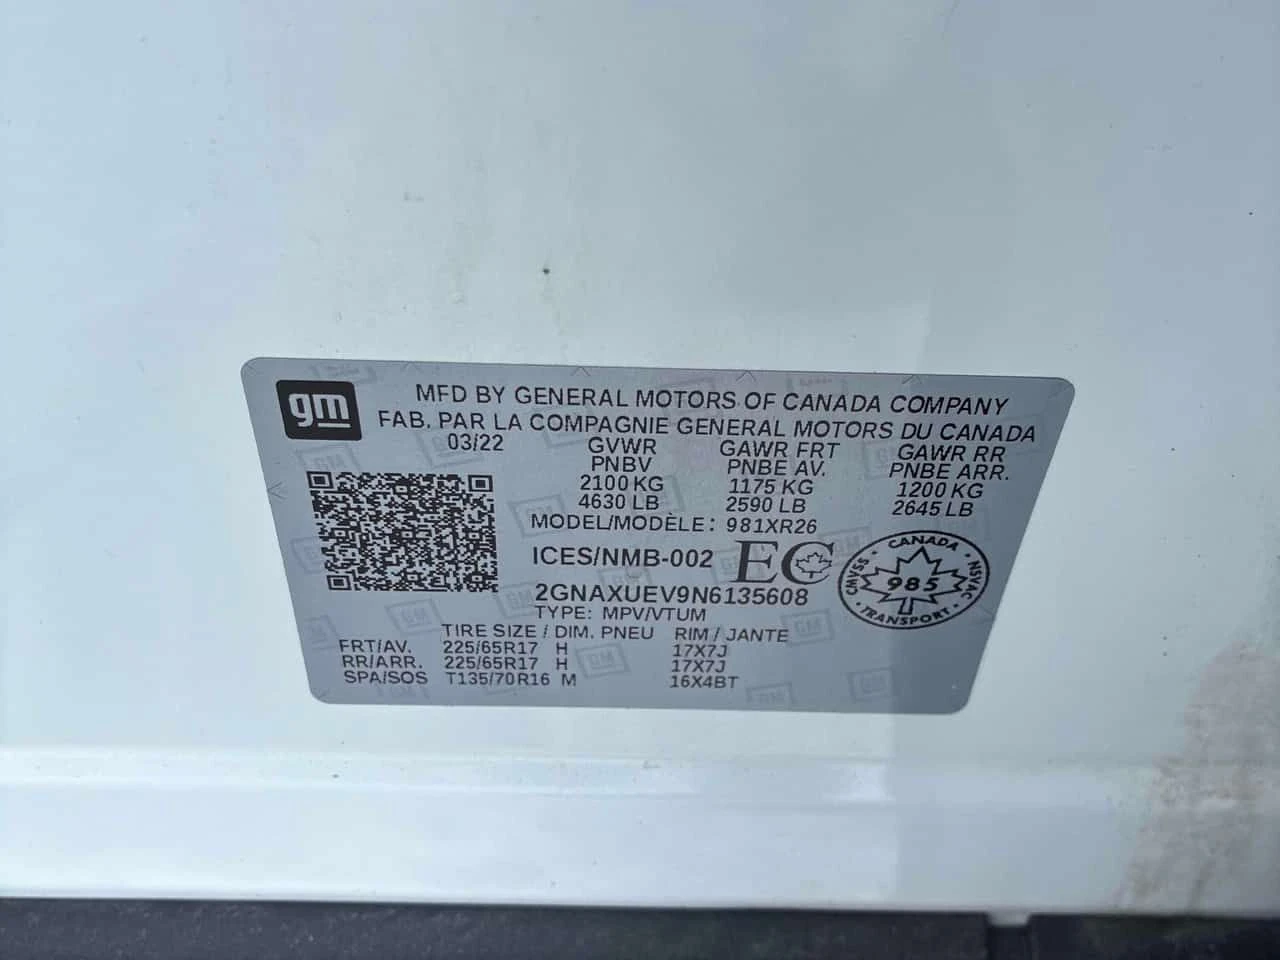 gm
MFD BY GENERAL MOTORS OF CANADA COMPANY
FAB. PAR LA COMPAGNIE GENERAL MOTORS DU CANADA
03/22 GVWR GAWR FRT GAWR RR
PNBV PNBE AV. PNBE ARR.
2100 KG 1175 KG 1200 KG
4630 LB 2590 LB 2645 LB
MODEL/MODÈLE: 981XR26
ICES/NMB-002 EC
CANADA
CMVSS 985 NSVAC
TRANSPORT
2GNAXUEV9N6135608
TYPE: MPV/VTUM
TIRE SIZE / DIM. PNEU RIM / JANTE
FRT/AV. 225/65R17 H 17X7J
RR/ARR. 225/65R17 H 17X7J
SPA/SOS T135/70R16 M 16X4BT